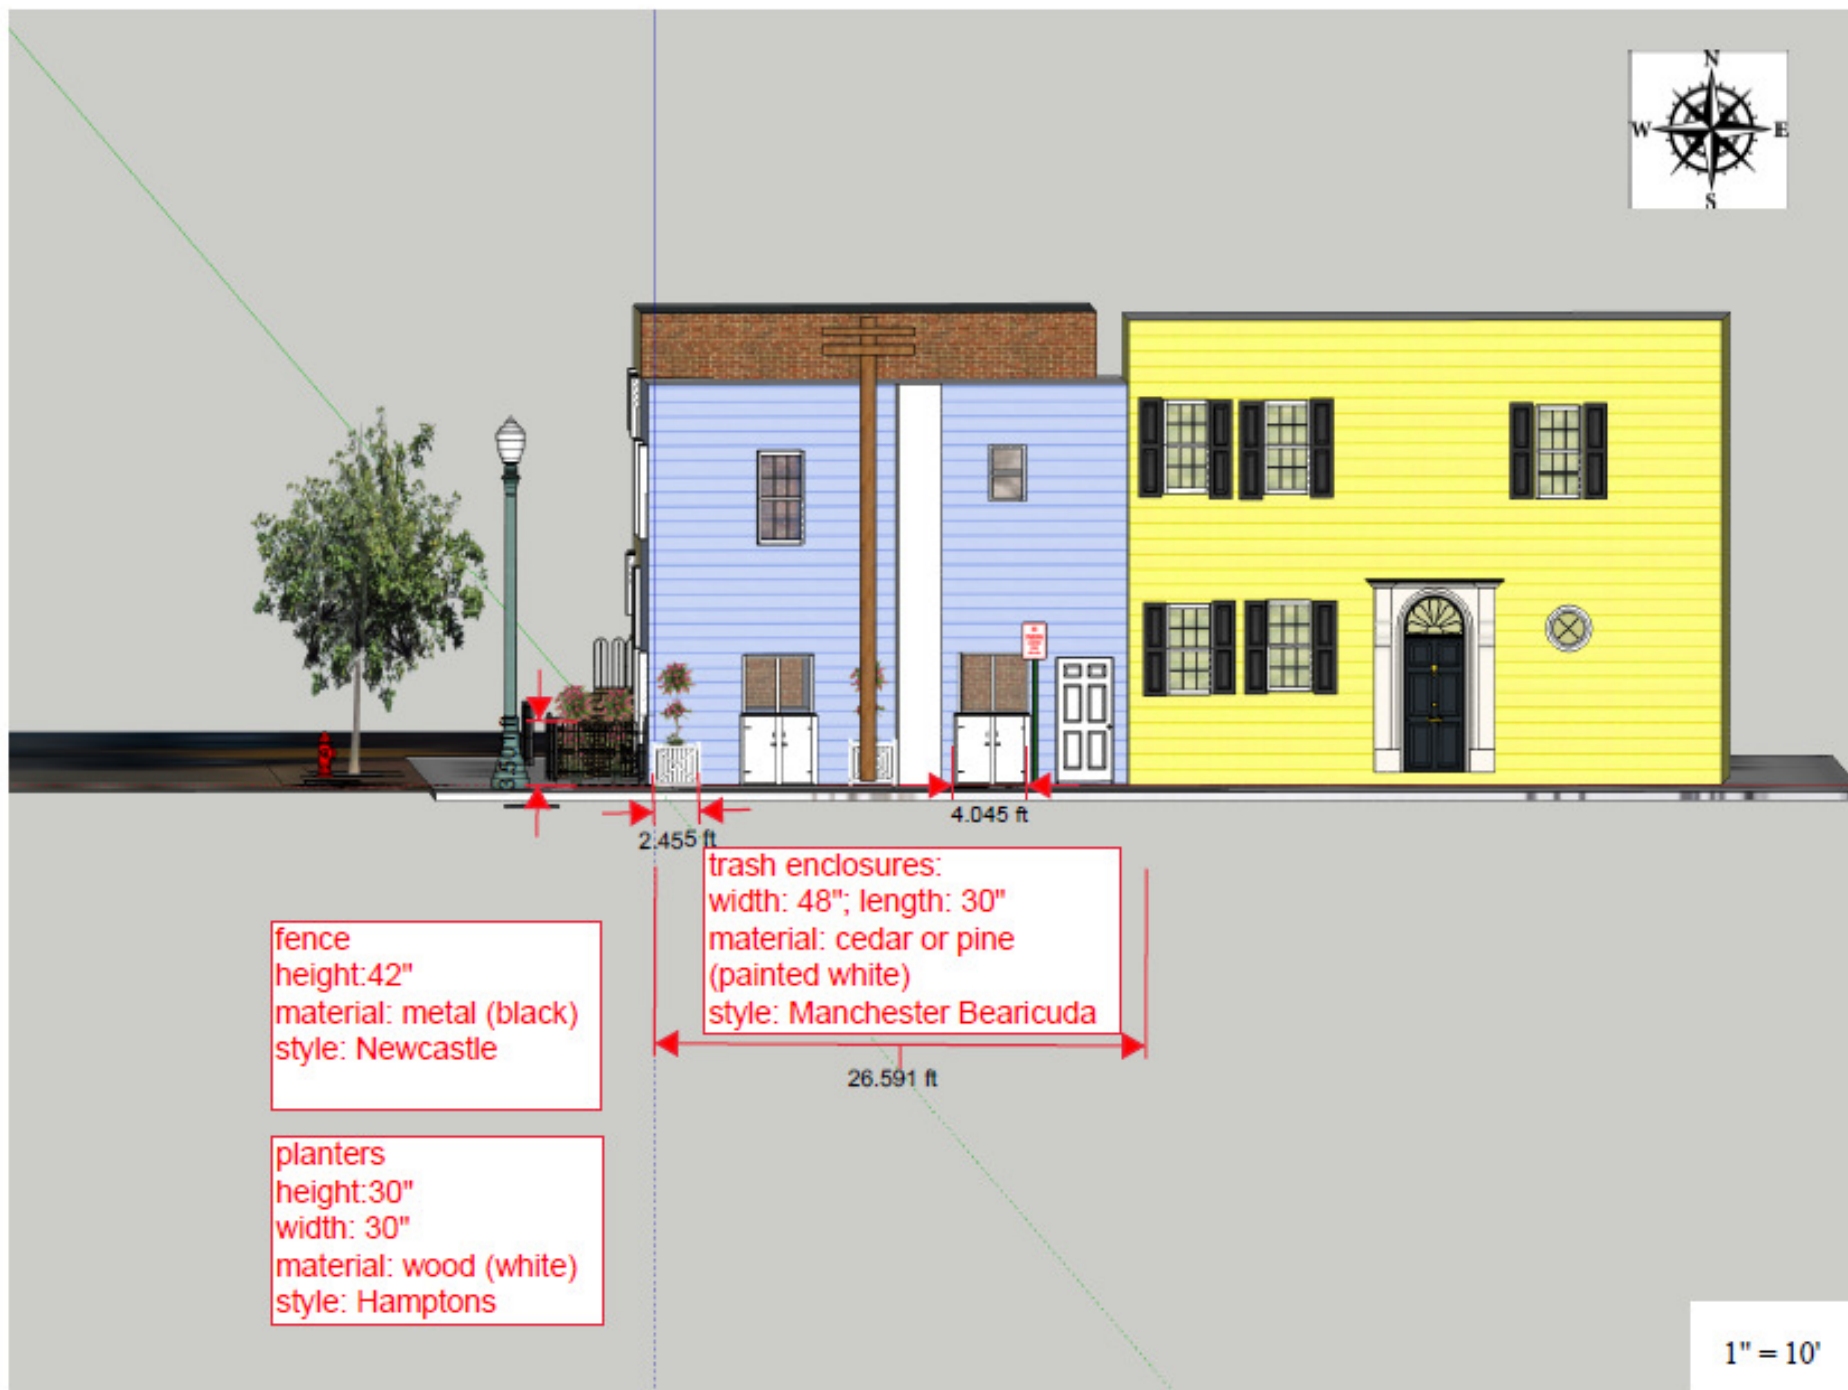 N
W E
S
4.045 ft
2.455 ft
trash enclosures:
width: 48"; length: 30"
material: cedar or pine
(painted white)
style: Manchester Bearicuda
fence
height:42"
material: metal (black)
style: Newcastle
26.591 ft
planters
height:30"
width: 30"
material: wood (white)
style: Hamptons
1" = 10'